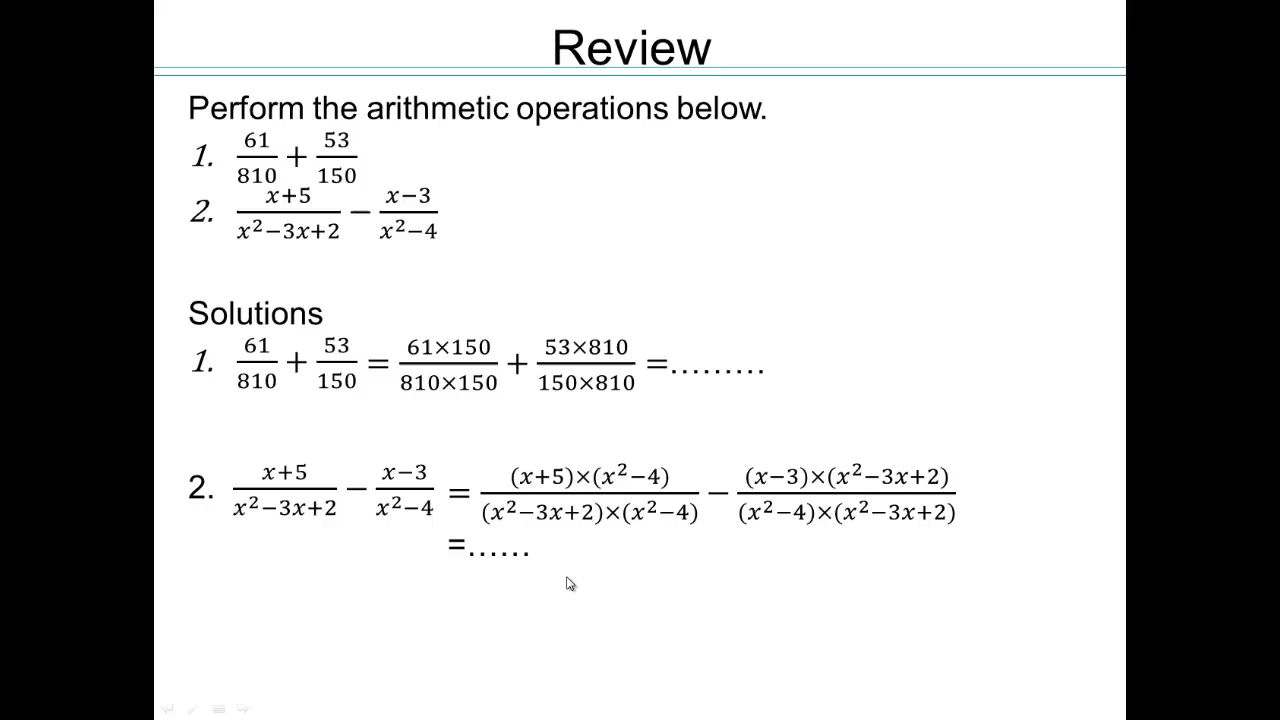 Review
Perform the arithmetic operations below.
1. 61/810 + 53/150
2. (x+5)/(x²−3x+2) − (x−3)/(x²−4)
Solutions
1. 61/810 + 53/150 = (61×150)/(810×150) + (53×810)/(150×810) =………
2. (x+5)/(x²−3x+2) − (x−3)/(x²−4) = ((x+5)×(x²−4))/((x²−3x+2)×(x²−4)) − ((x−3)×(x²−3x+2))/((x²−4)×(x²−3x+2))
=……